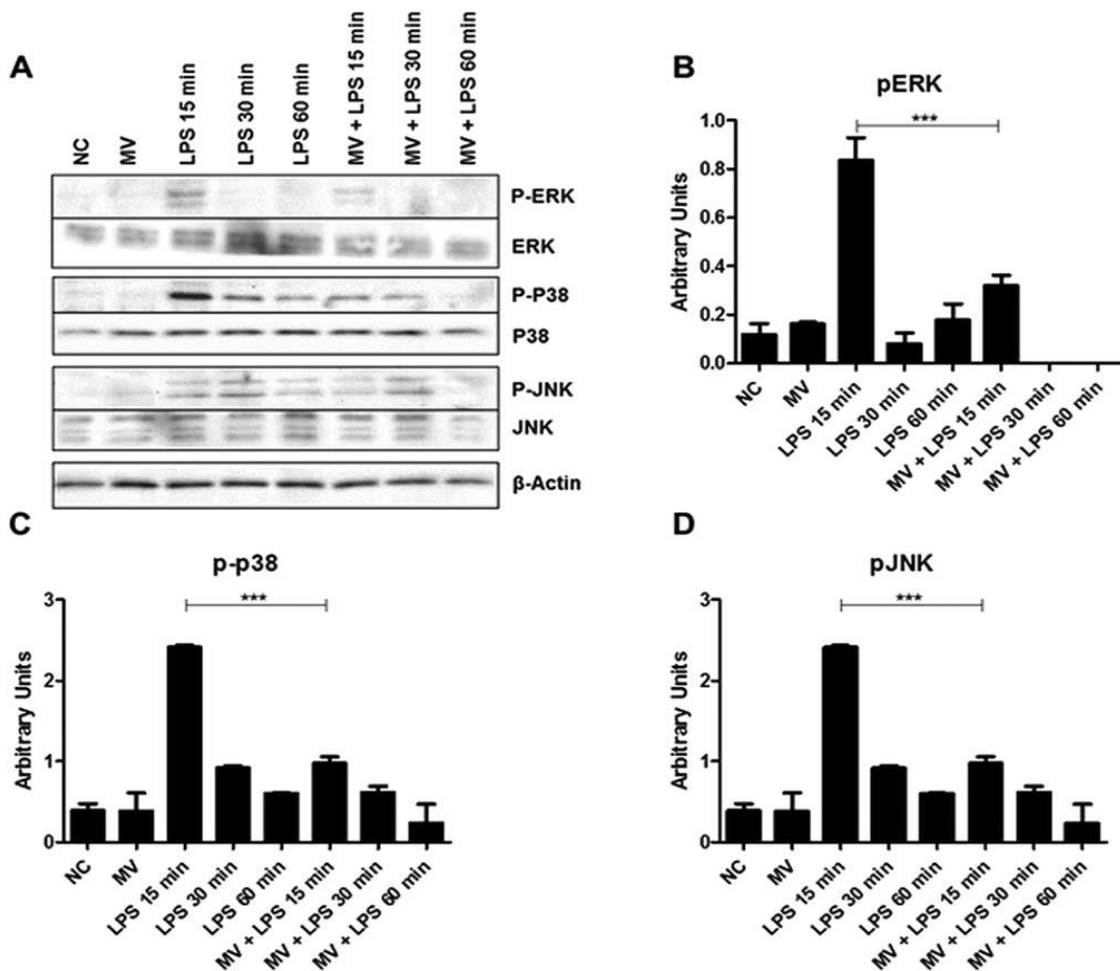 A
NC
MV
LPS 15 min
LPS 30 min
LPS 60 min
MV + LPS 15 min
MV + LPS 30 min
MV + LPS 60 min
P-ERK
ERK
P-P38
P38
P-JNK
JNK
β-Actin
B
pERK
***
Arbitrary Units
1.0
0.8
0.6
0.4
0.2
0.0
NC
MV
LPS 15 min
LPS 30 min
LPS 60 min
MV + LPS 15 min
MV + LPS 30 min
MV + LPS 60 min
C
p-p38
***
Arbitrary Units
3
2
1
0
NC
MV
LPS 15 min
LPS 30 min
LPS 60 min
MV + LPS 15 min
MV + LPS 30 min
MV + LPS 60 min
D
pJNK
***
Arbitrary Units
3
2
1
0
NC
MV
LPS 15 min
LPS 30 min
LPS 60 min
MV + LPS 15 min
MV + LPS 30 min
MV + LPS 60 min